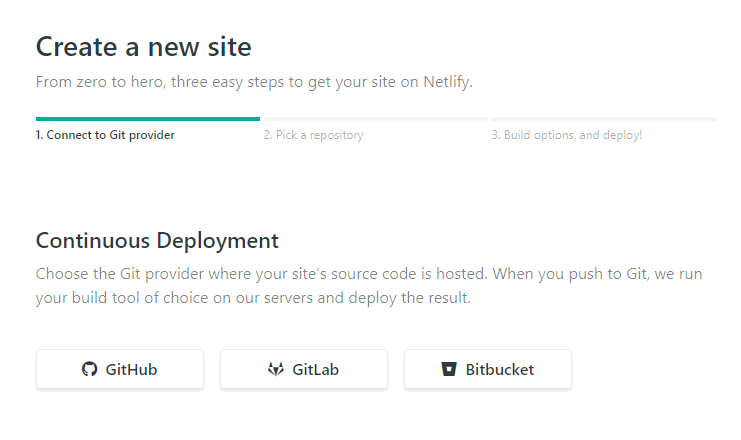 Create a new site
From zero to hero, three easy steps to get your site on Netlify.
1. Connect to Git provider
2. Pick a repository
3. Build options, and deploy!
Continuous Deployment
Choose the Git provider where your site’s source code is hosted. When you push to Git, we run
your build tool of choice on our servers and deploy the result.
GitHub
GitLab
Bitbucket